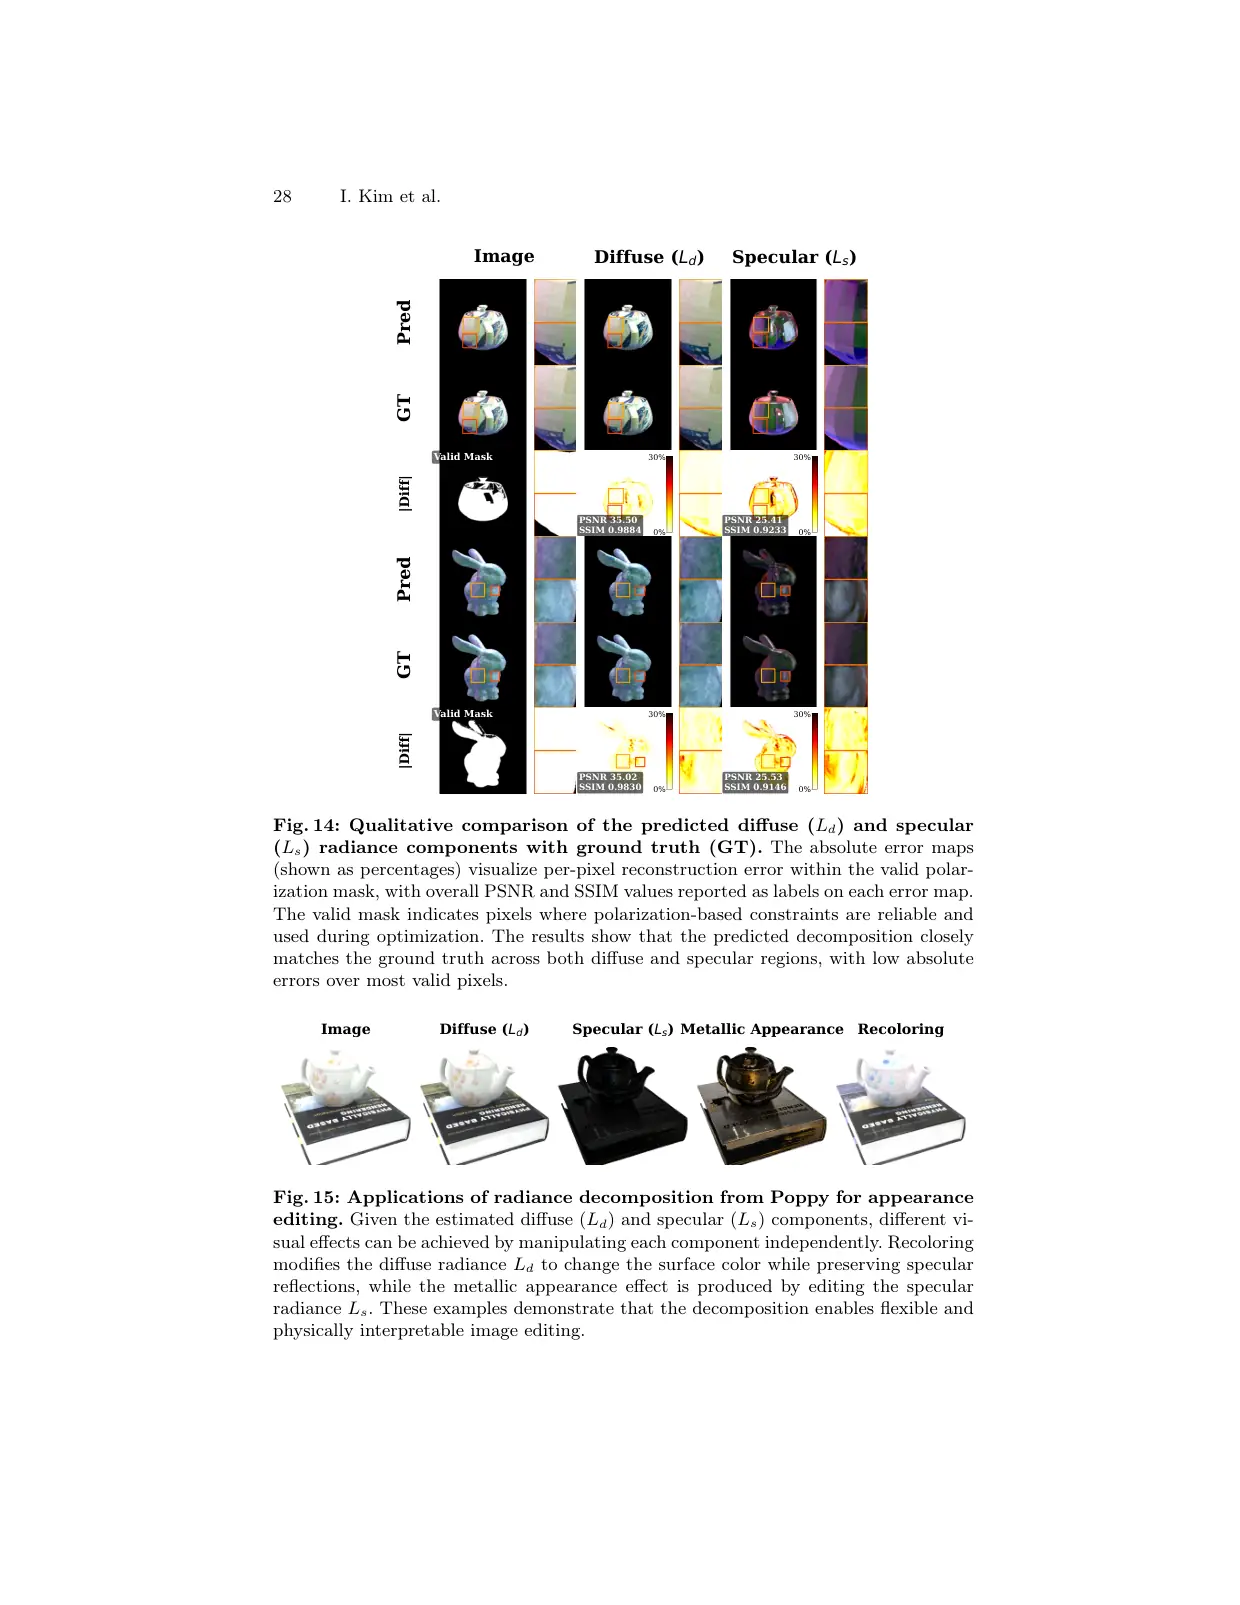 28 I. Kim et al.
Image Diffuse (Ld) Specular (Ls)
Pred
GT
Valid Mask 30% 30%
|Diff|
PSNR 35.50 PSNR 25.41
SSIM 0.9884 0% SSIM 0.9233 0%
Pred
GT
Valid Mask 30% 30%
|Diff|
PSNR 35.02 PSNR 25.53
SSIM 0.9830 0% SSIM 0.9146 0%
Fig. 14: Qualitative comparison of the predicted diffuse (Ld) and specular
(Ls) radiance components with ground truth (GT). The absolute error maps
(shown as percentages) visualize per-pixel reconstruction error within the valid polar-
ization mask, with overall PSNR and SSIM values reported as labels on each error map.
The valid mask indicates pixels where polarization-based constraints are reliable and
used during optimization. The results show that the predicted decomposition closely
matches the ground truth across both diffuse and specular regions, with low absolute
errors over most valid pixels.
Image Diffuse (Ld) Specular (Ls) Metallic Appearance Recoloring
PHYSICALLY BASED
RENDERING
PHYSICALLY BASED
RENDERING
PHYSICALLY BASED
RENDERING
Fig. 15: Applications of radiance decomposition from Poppy for appearance
editing. Given the estimated diffuse (Ld) and specular (Ls) components, different vi-
sual effects can be achieved by manipulating each component independently. Recoloring
modifies the diffuse radiance Ld to change the surface color while preserving specular
reflections, while the metallic appearance effect is produced by editing the specular
radiance Ls. These examples demonstrate that the decomposition enables flexible and
physically interpretable image editing.